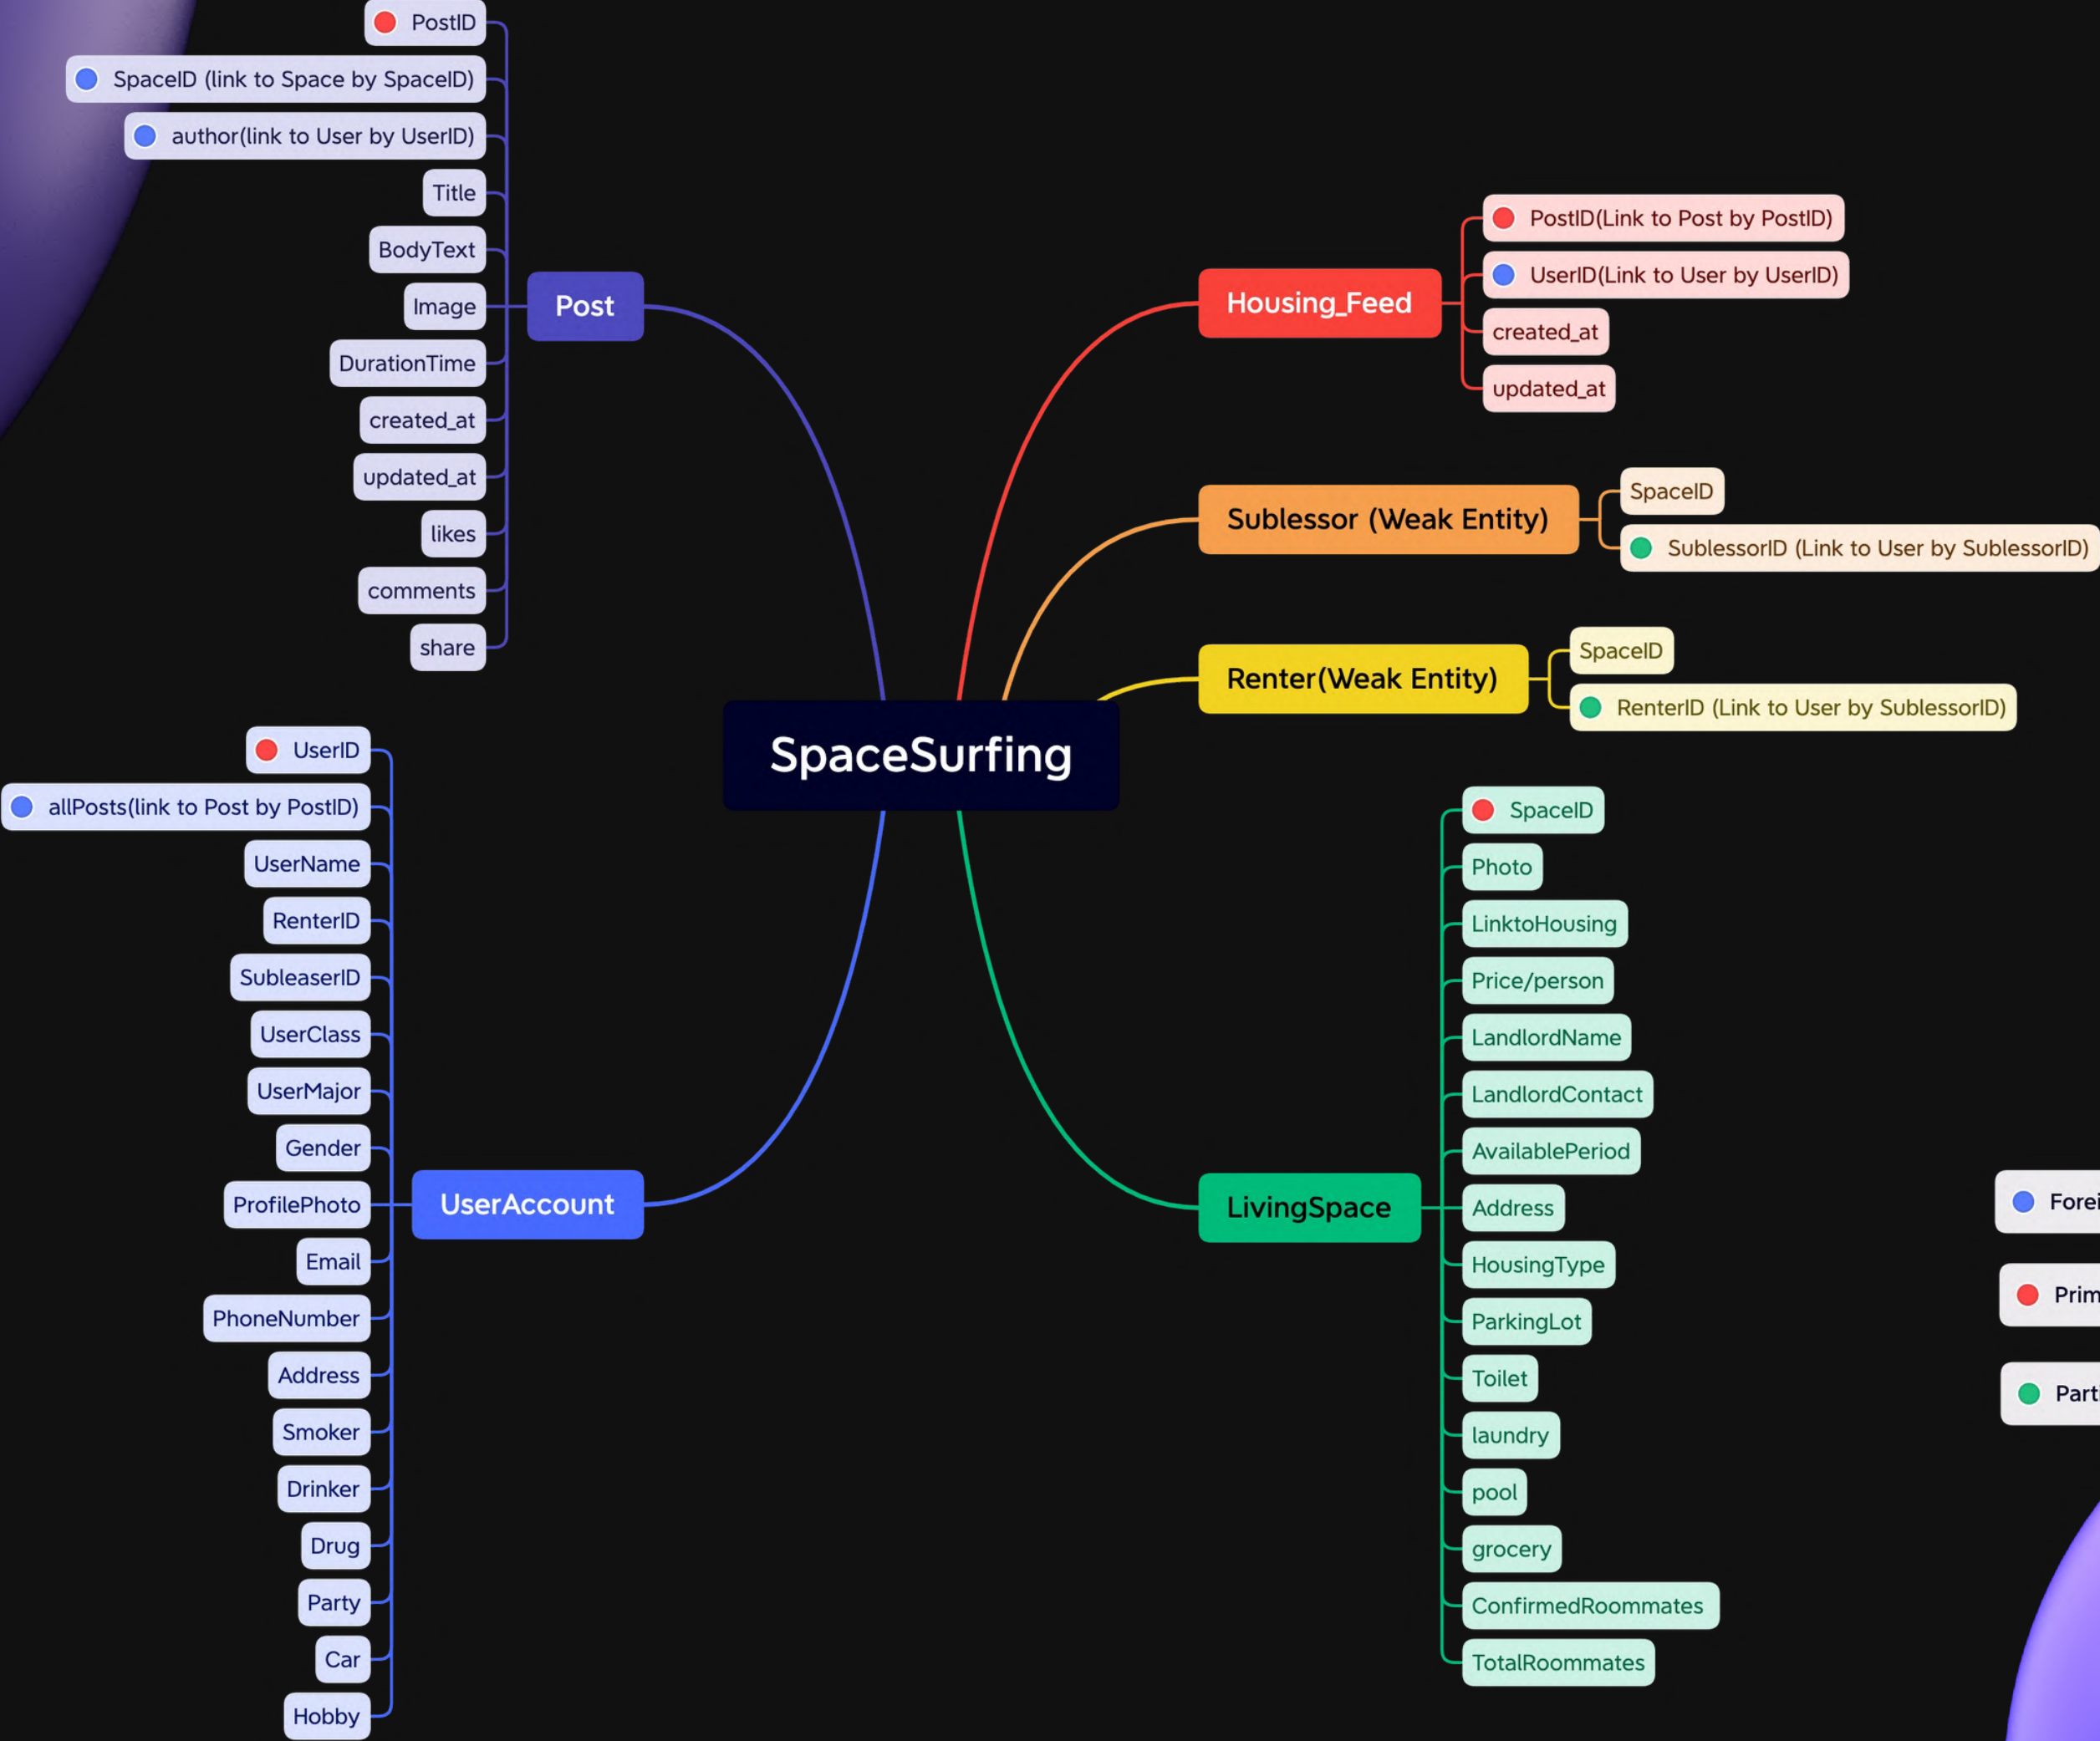 PostID
SpaceID (link to Space by SpaceID)
author(link to User by UserID)
Title
BodyText
Image
DurationTime
created_at
updated_at
likes
comments
share
Post
UserID
allPosts(link to Post by PostID)
UserName
RenterID
SubleaserID
UserClass
UserMajor
Gender
ProfilePhoto
Email
PhoneNumber
Address
Smoker
Drinker
Drug
Party
Car
Hobby
UserAccount
SpaceSurfing
Housing_Feed
PostID(Link to Post by PostID)
UserID(Link to User by UserID)
created_at
updated_at
Sublessor (Weak Entity)
SpaceID
SublessorID (Link to User by SublessorID)
Renter(Weak Entity)
SpaceID
RenterID (Link to User by SublessorID)
LivingSpace
SpaceID
Photo
LinktoHousing
Price/person
LandlordName
LandlordContact
AvailablePeriod
Address
HousingType
ParkingLot
Toilet
laundry
pool
grocery
ConfirmedRoommates
TotalRoommates